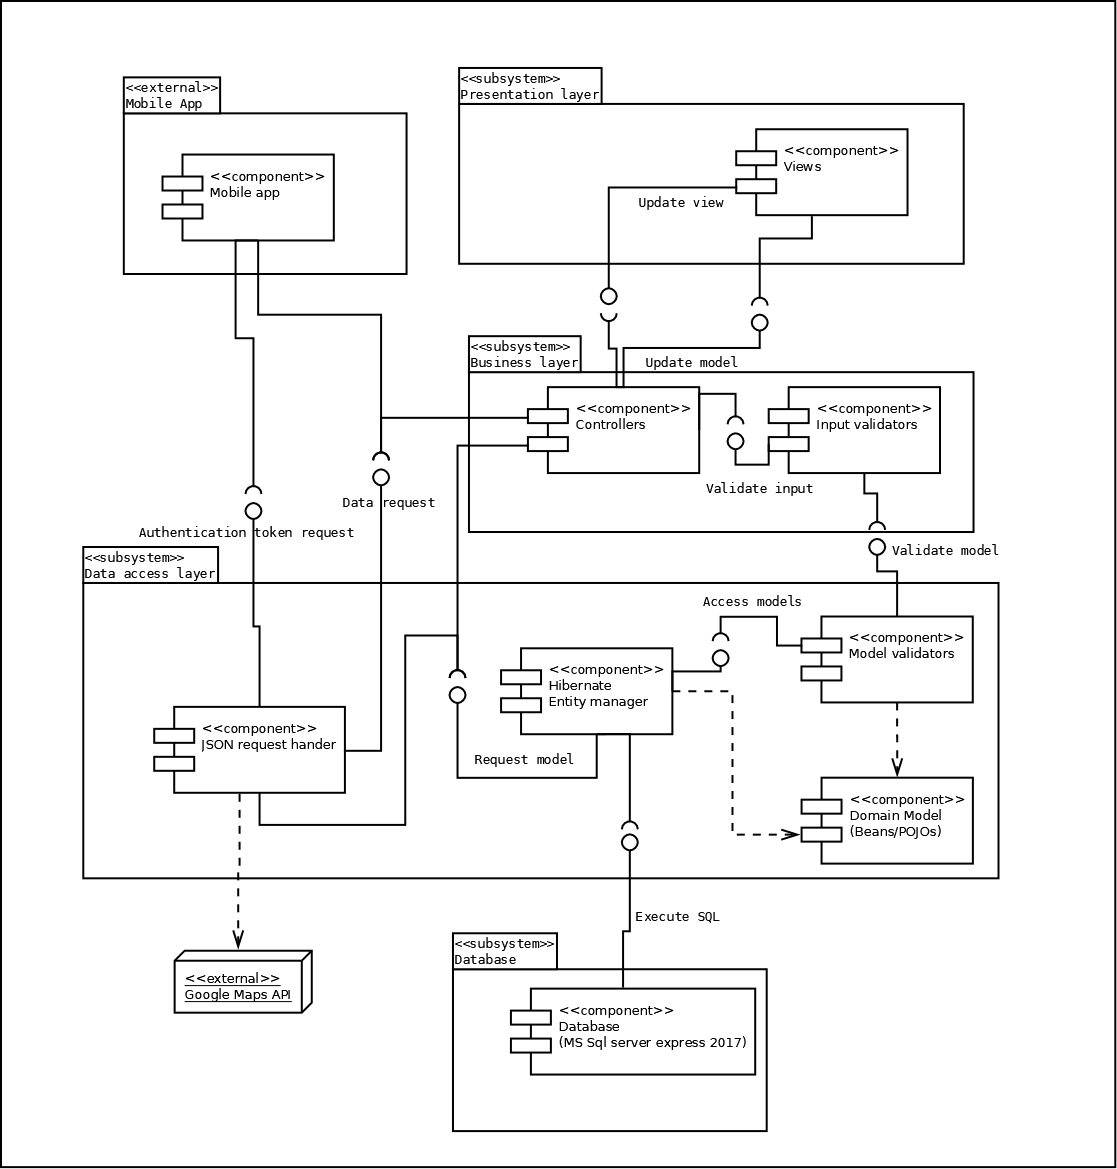 <<external>>
Mobile App
<<component>>
Mobile app
<<subsystem>>
Presentation layer
<<component>>
Views
Update view
<<subsystem>>
Business layer
Update model
<<component>>
Controllers
<<component>>
Input validators
Validate input
Data request
Authentication token request
Validate model
<<subsystem>>
Data access layer
Access models
<<component>>
Model validators
<<component>>
Hibernate
Entity manager
<<component>>
JSON request hander
Request model
<<component>>
Domain Model
(Beans/POJOs)
Execute SQL
<<external>>
Google Maps API
<<subsystem>>
Database
<<component>>
Database
(MS Sql server express 2017)